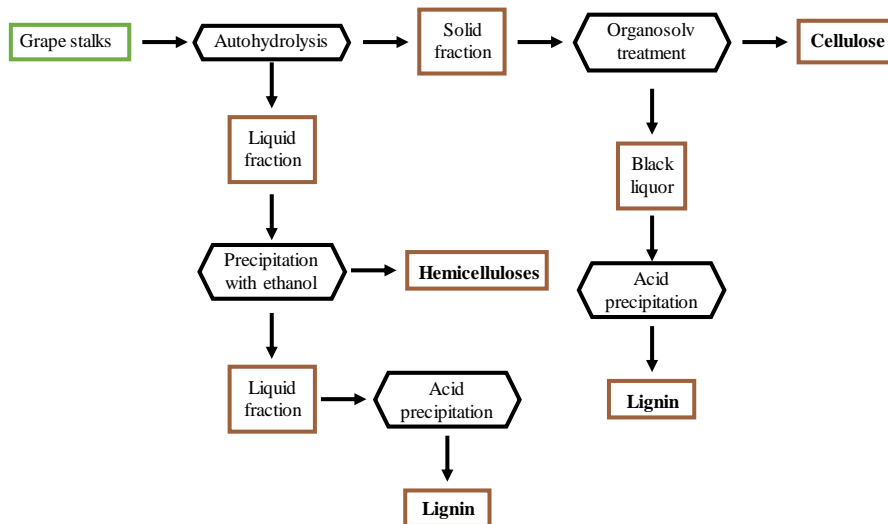 Grape stalks
Autohydrolysis
Solid
fraction
Organosolv
treatment
Cellulose
Liquid
fraction
Black
liquor
Precipitation
with ethanol
Hemicelluloses
Acid
precipitation
Liquid
fraction
Acid
precipitation
Lignin
Lignin